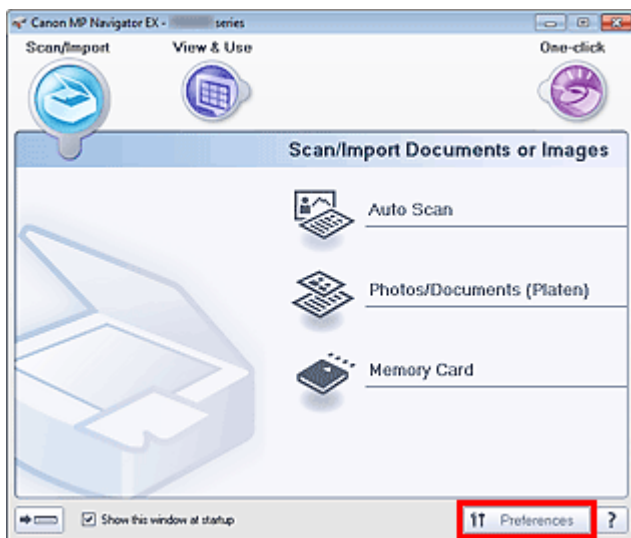 Canon MP Navigator EX - series
Scan/Import View & Use One-click
Scan/Import Documents or Images
Auto Scan
Photos/Documents (Platen)
Memory Card
Show this window at startup Preferences ?